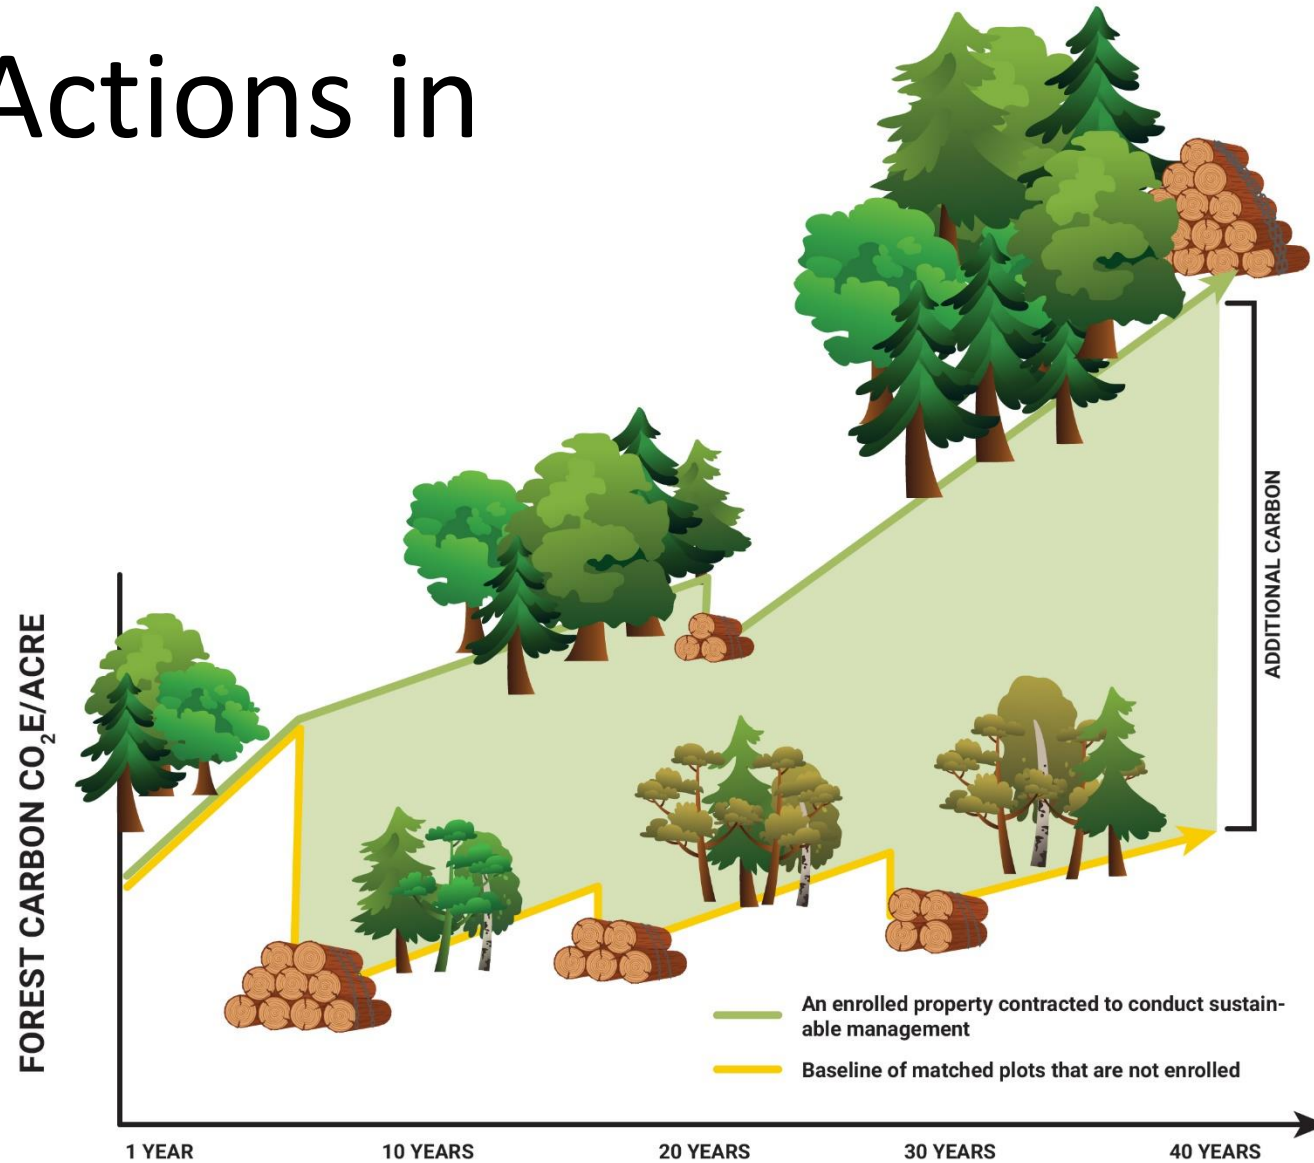 Actions in
FOREST CARBON CO₂E/ACRE
ADDITIONAL CARBON
An enrolled property contracted to conduct sustain-
able management
Baseline of matched plots that are not enrolled
1 YEAR 10 YEARS 20 YEARS 30 YEARS 40 YEARS